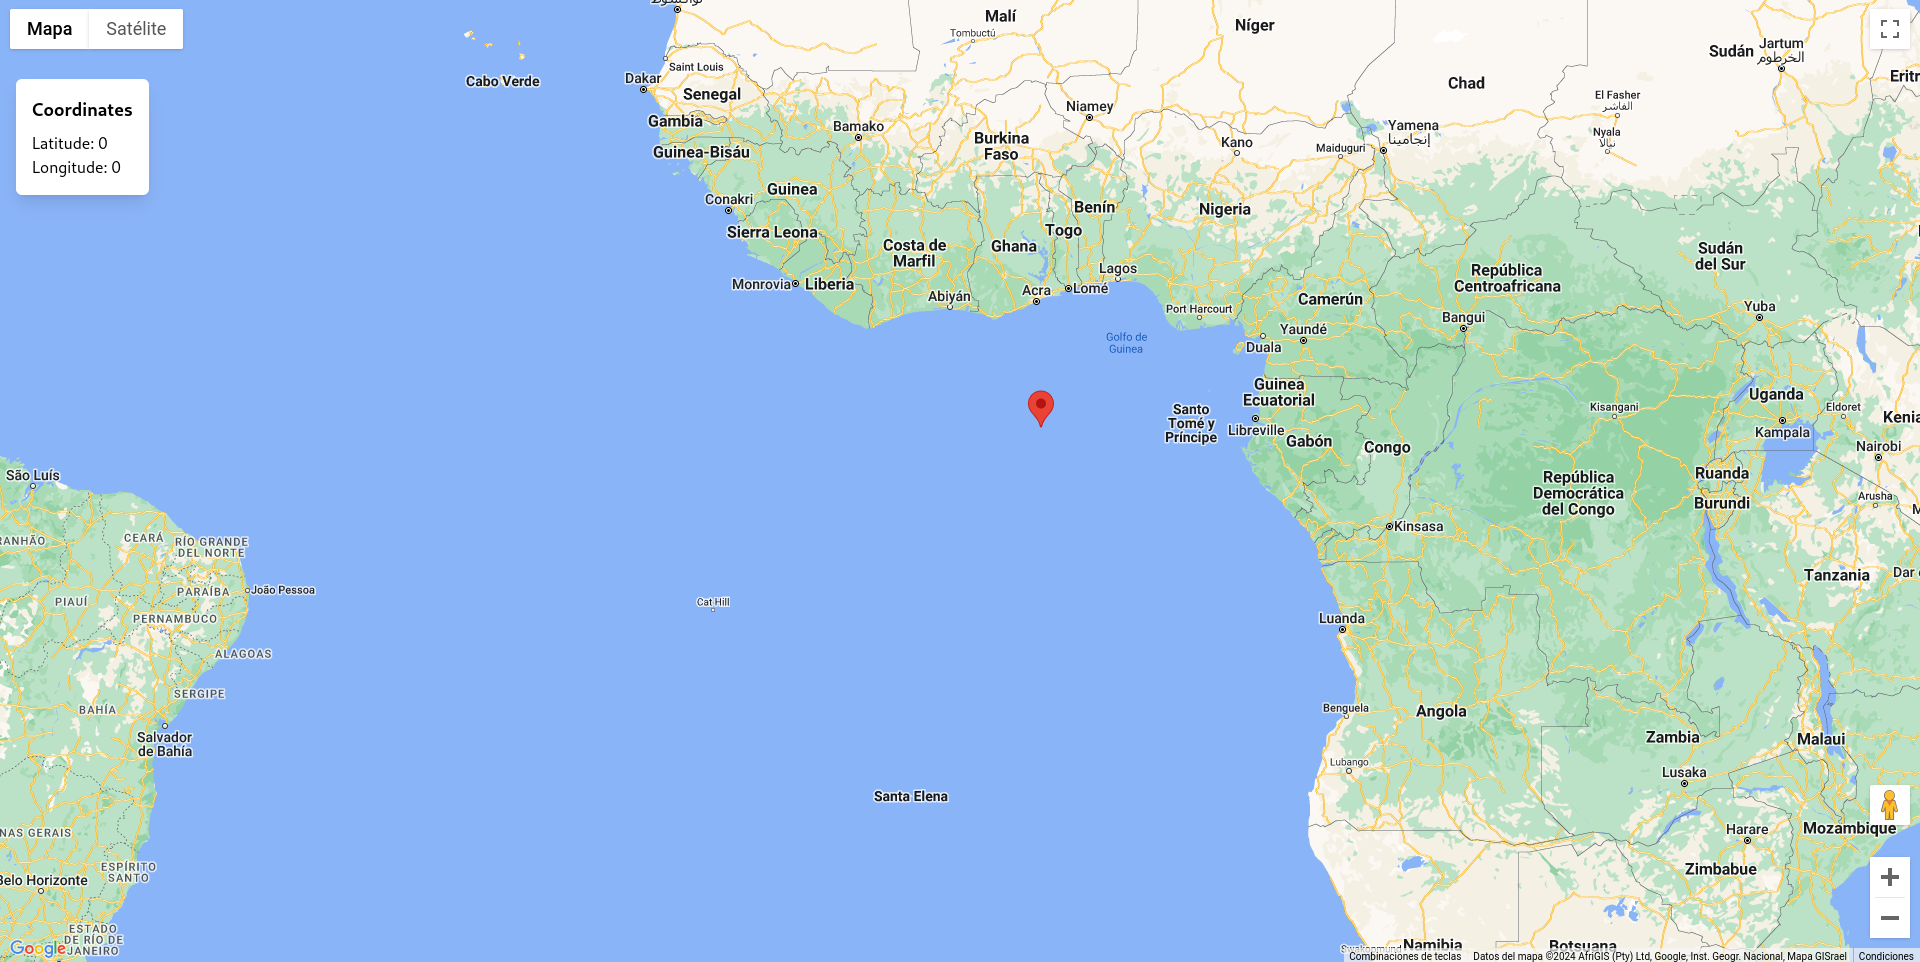 Mapa
Satélite
Coordinates
Latitude: 0
Longitude: 0
Cabo Verde
Dakar
Saint Louis
Senegal
Gambia
Guinea-Bisáu
Guinea
Conakri
Sierra Leona
Monrovia
Liberia
Malí
Tombuctú
Bamako
Burkina
Faso
Niamey
Níger
Costa de
Marfil
Ghana
Togo
Benín
Abiyán
Acra
Lomé
Lagos
Nigeria
Kano
Maiduguri
Yamena
إنجامينا
Chad
Sudán
Jartum
الخرطوم
Eritr
El Fasher
الفاشر
Nyala
نيالا
Sudán
del Sur
República
Centroafricana
Camerún
Port Harcourt
Bangui
Yuba
Yaundé
Duala
Golfo de
Guinea
Guinea
Ecuatorial
Santo
Tomé y
Príncipe
Libreville
Gabón
Congo
Kisangani
Uganda
Eldoret
Kenia
Kampala
Nairobi
Ruanda
Burundi
República
Democrática
del Congo
Arusha
Kinsasa
Tanzania
Dar
São Luís
RANHÃO
CEARÁ
RÍO GRANDE
DEL NORTE
João Pessoa
PARAÍBA
PIAUÍ
PERNAMBUCO
ALAGOAS
SERGIPE
BAHÍA
Salvador
de Bahía
NAS GERAIS
ESPÍRITO
SANTO
Belo Horizonte
ESTADO
DE RÍO DE
JANEIRO
Cat Hill
Santa Elena
Luanda
Benguela
Angola
Lubango
Zambia
Malaui
Lusaka
Harare
Mozambique
Zimbabue
Swakopmund
Namibia
Botsuana
Google
Combinaciones de teclas
Datos del mapa ©2024 AfriGIS (Pty) Ltd, Google, Inst. Geogr. Nacional, Mapa GISrael
Condiciones